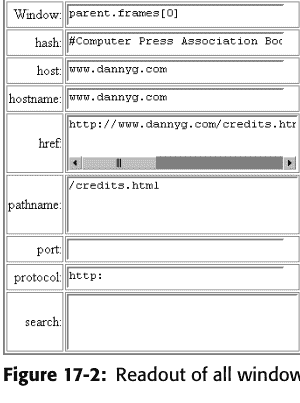 Window: parent.frames[0]
hash: #Computer Press Association Boo
host: www.dannyg.com
hostname: www.dannyg.com
href: http://www.dannyg.com/credits.htm
pathname: /credits.html
port:
protocol: http:
search:
Figure 17-2: Readout of all window